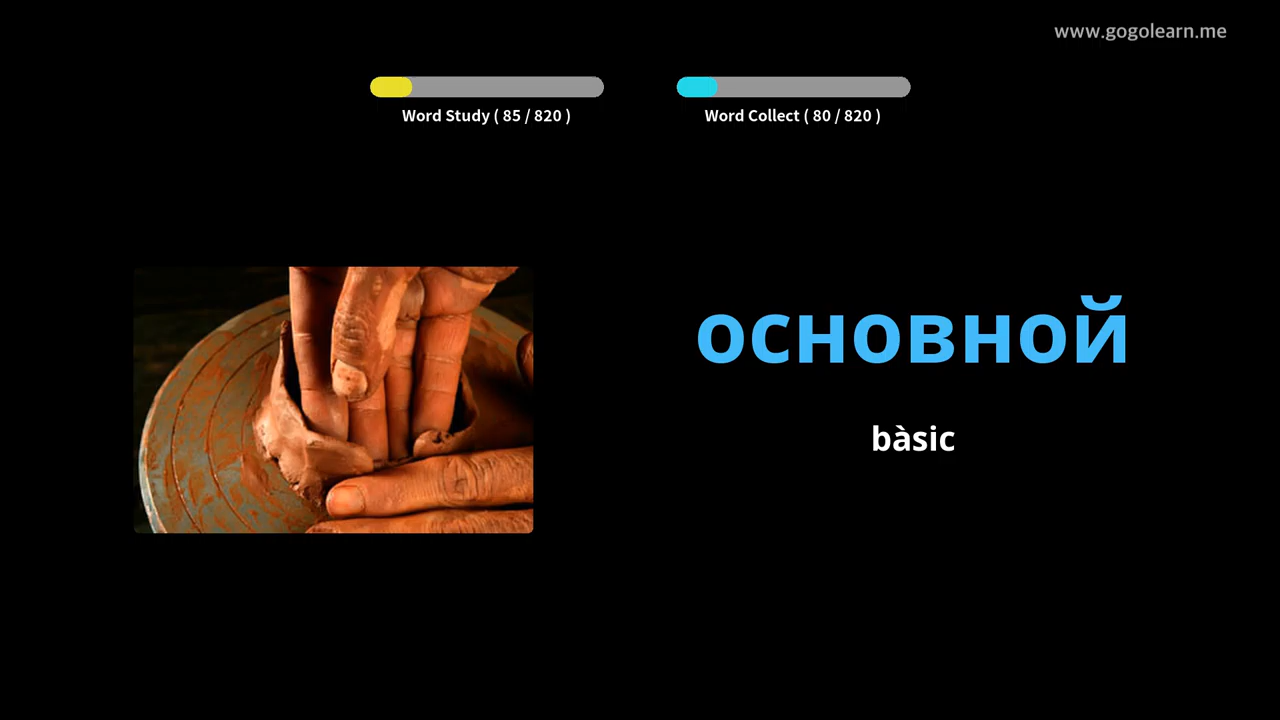 www.gogolearn.me
Word Study ( 85 / 820 )
Word Collect ( 80 / 820 )
основной
bàsic